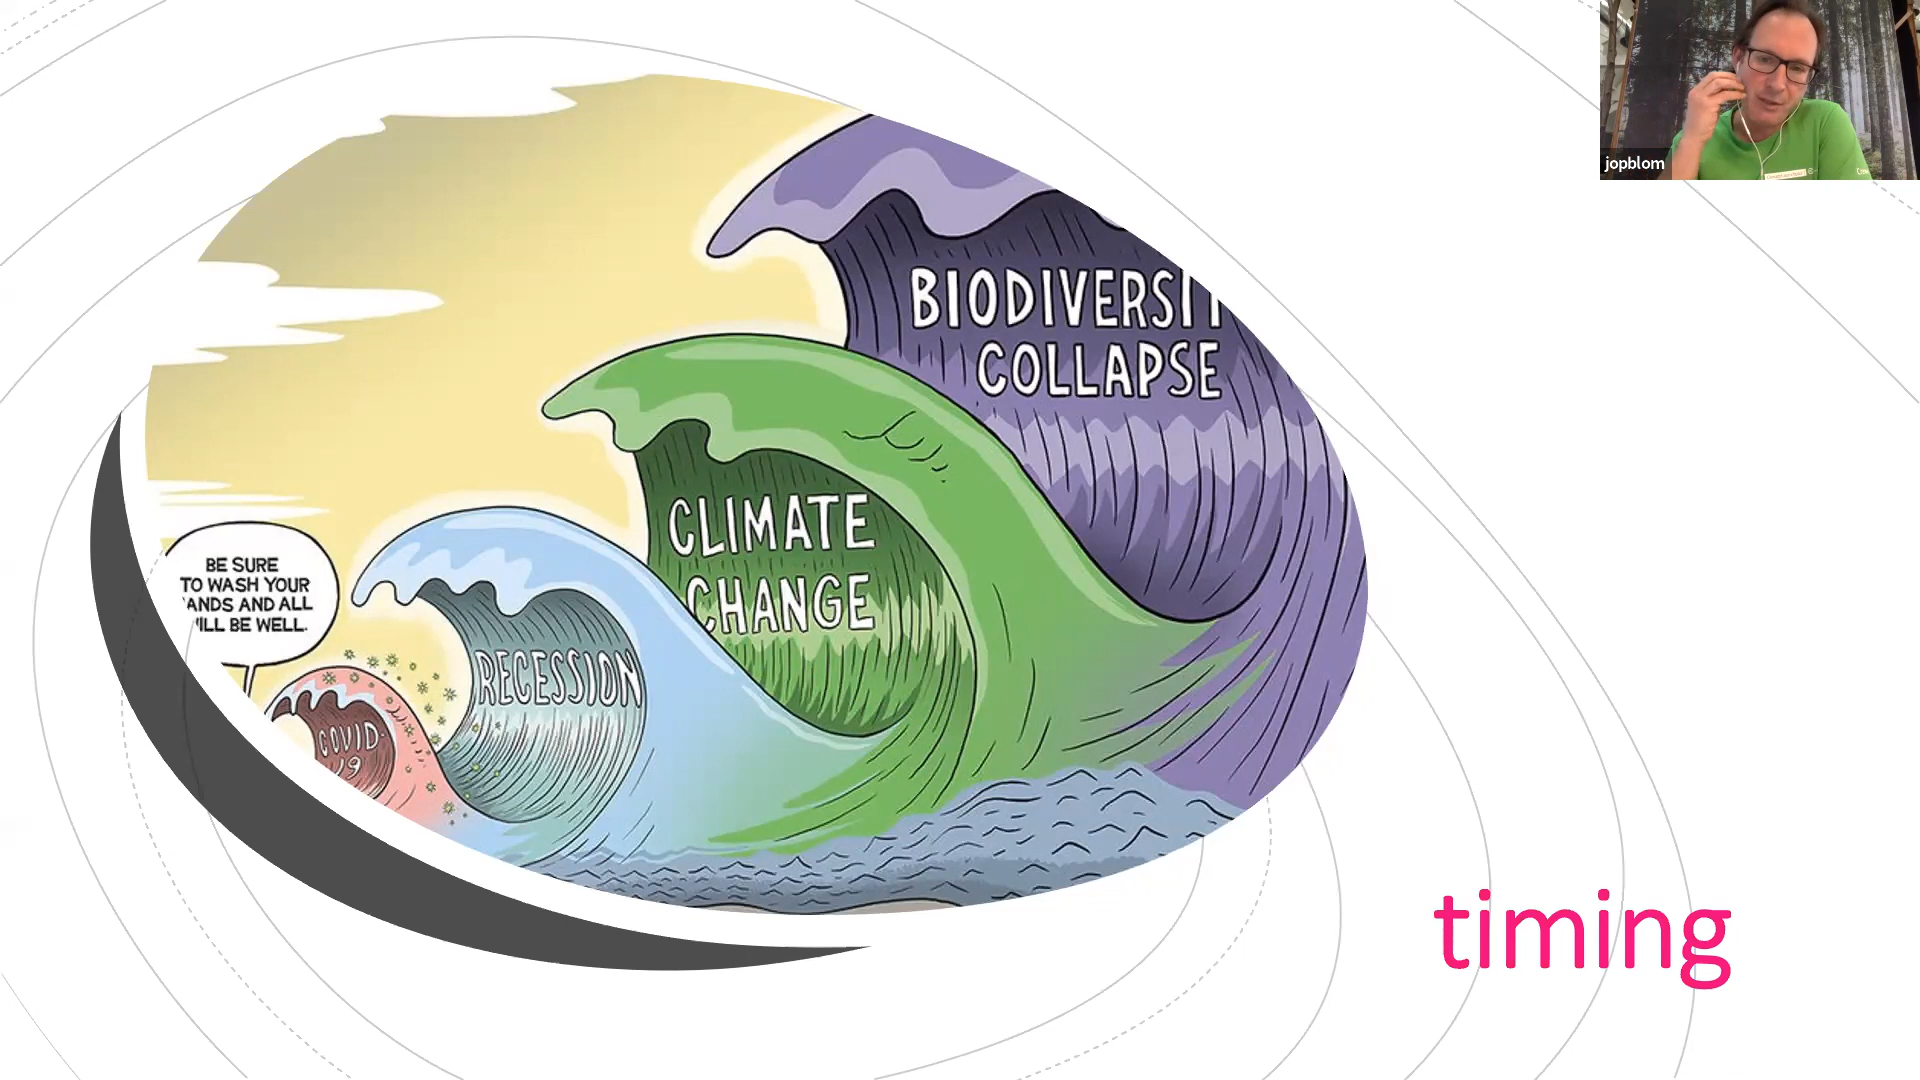 jopblom
BIODIVERSIT
COLLAPSE
CLIMATE
CHANGE
BE SURE
TO WASH YOUR
ANDS AND ALL
ILL BE WELL.
RECESSION
COVID-
19
timing